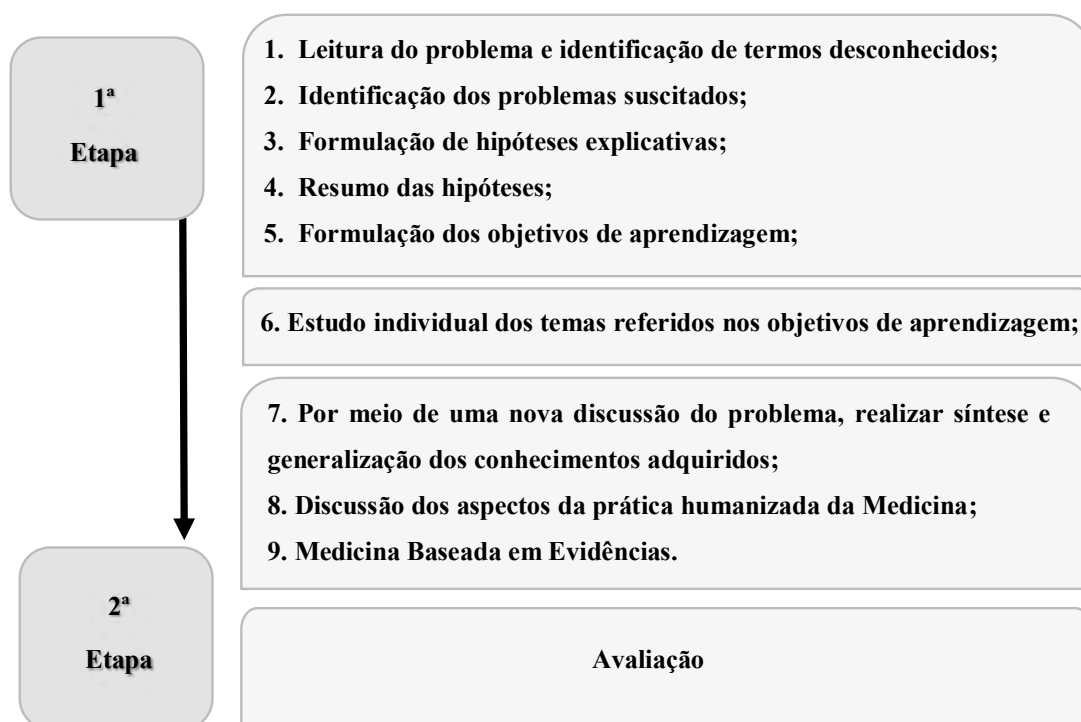 1ª
Etapa
1. Leitura do problema e identificação de termos desconhecidos;
2. Identificação dos problemas suscitados;
3. Formulação de hipóteses explicativas;
4. Resumo das hipóteses;
5. Formulação dos objetivos de aprendizagem;
6. Estudo individual dos temas referidos nos objetivos de aprendizagem;
7. Por meio de uma nova discussão do problema, realizar síntese e
generalização dos conhecimentos adquiridos;
8. Discussão dos aspectos da prática humanizada da Medicina;
9. Medicina Baseada em Evidências.
2ª
Etapa
Avaliação